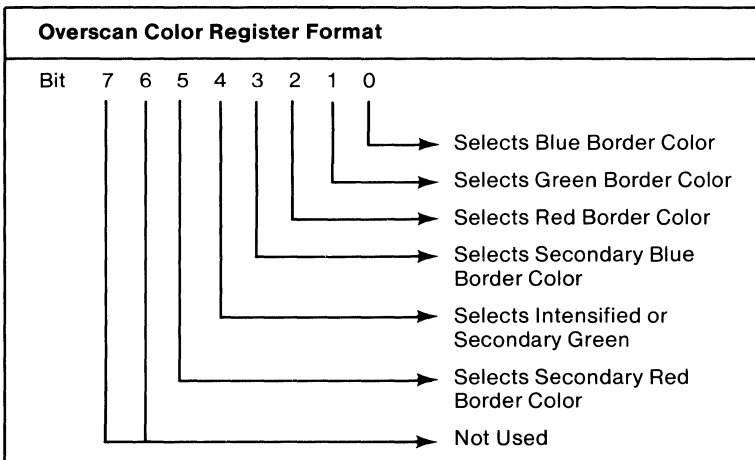 Overscan Color Register Format
Bit 7 6 5 4 3 2 1 0
Selects Blue Border Color
Selects Green Border Color
Selects Red Border Color
Selects Secondary Blue
Border Color
Selects Intensified or
Secondary Green
Selects Secondary Red
Border Color
Not Used